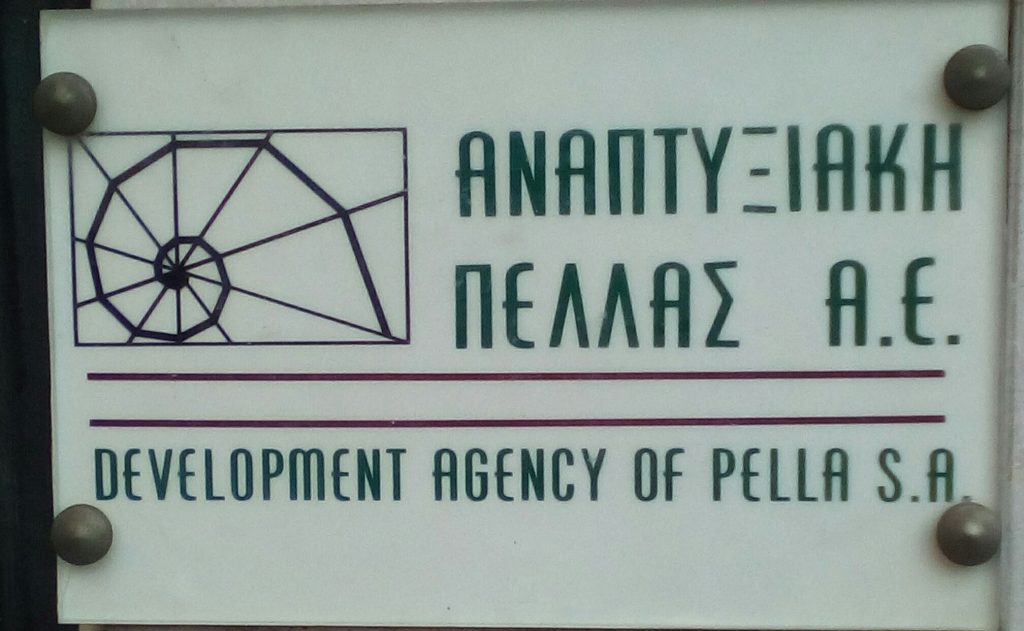 ΑΝΑΠΤΥΞΙΑΚΗ
ΠΕΛΛΑΣ Α.Ε.
DEVELOPMENT AGENCY OF PELLA S.A.